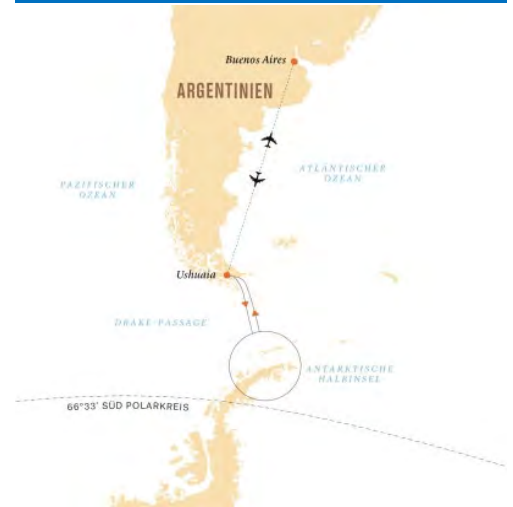 Buenos Aires
ARGENTINIEN
ATLANTISCHER
OZEAN
PAZIFISCHER
OZEAN
Ushuaia
DRAKE-PASSAGE
ANTARKTISCHE
HALBINSEL
66°33' SÜD POLARKREIS